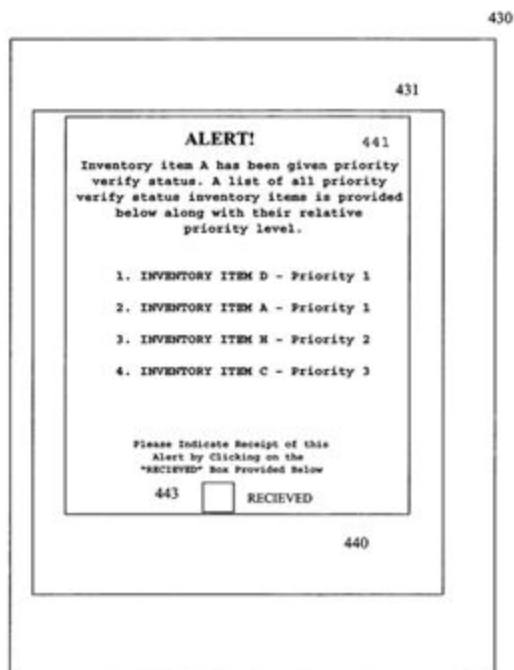 430
431
ALERT! 441
Inventory item A has been given priority
verify status. A list of all priority
verify status inventory items is provided
below along with their relative
priority level.
1. INVENTORY ITEM D - Priority 1
2. INVENTORY ITEM A - Priority 1
3. INVENTORY ITEM H - Priority 2
4. INVENTORY ITEM C - Priority 3
Please Indicate Receipt of this
Alert by Clicking on the
"RECIEVED" Box Provided Below
443 RECIEVED
440